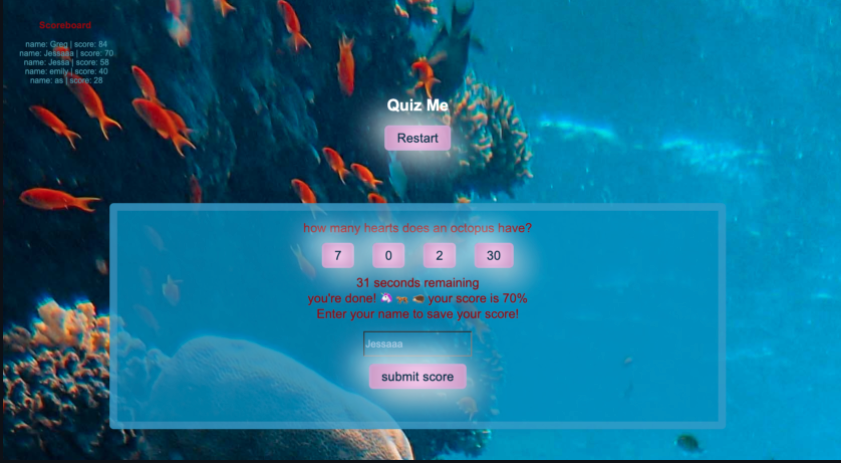 Scoreboard
name: Greg | score: 84
name: Jessaaa | score: 70
name: Jessa | score: 58
name: emily | score: 40
name: as | score: 28
Quiz Me
Restart
how many hearts does an octopus have?
7 0 2 30
31 seconds remaining
you're done! 🦄 🐅 🐢 your score is 70%
Enter your name to save your score!
Jessaaa
submit score